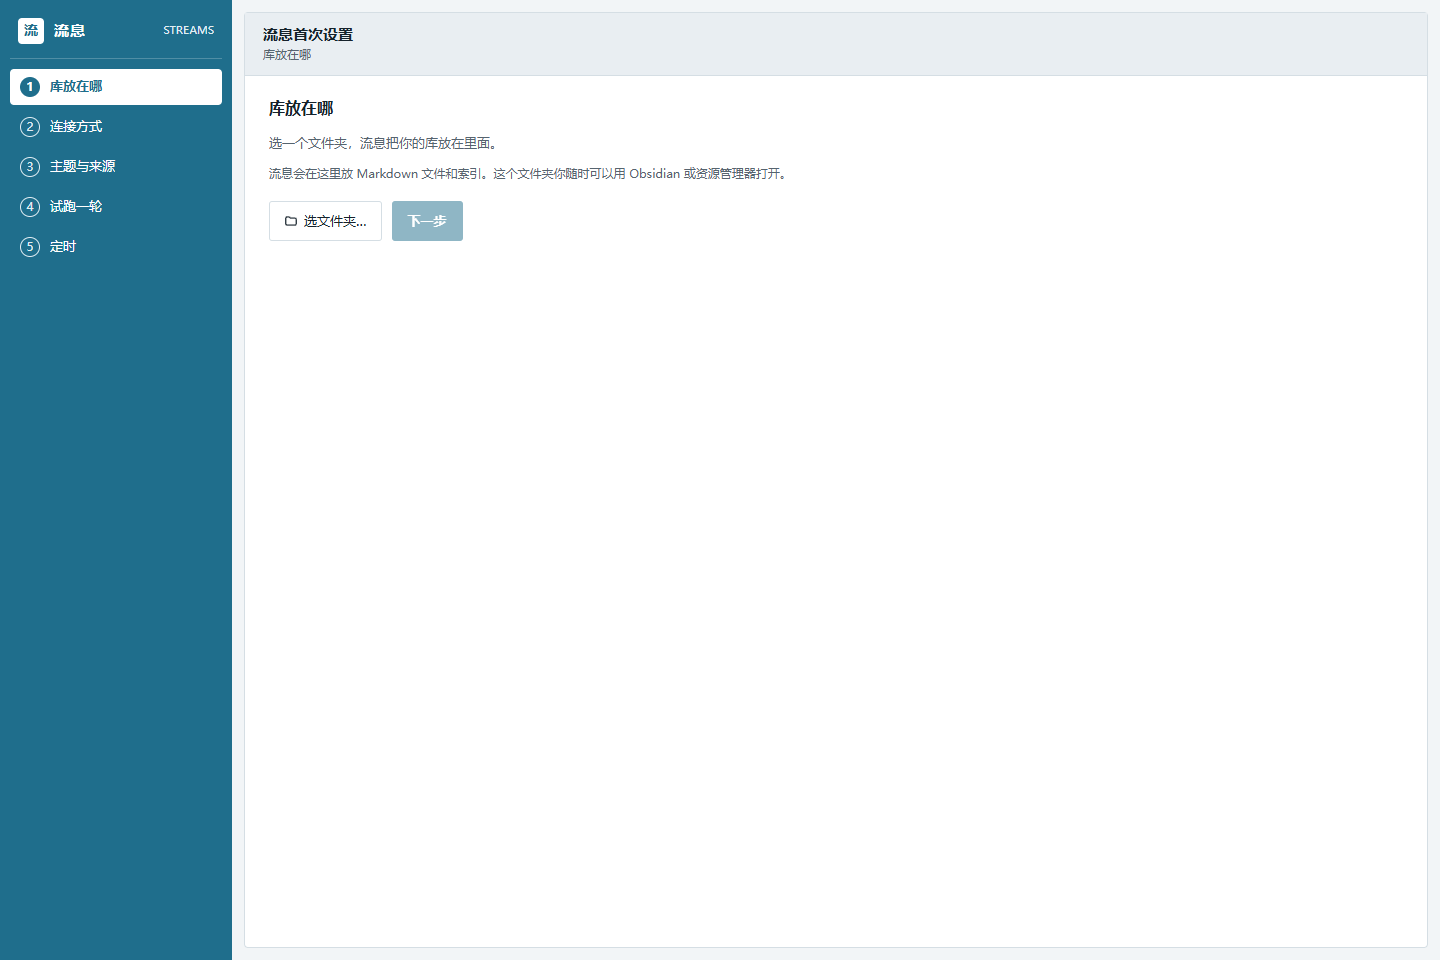 流 流息 STREAMS
1 库放在哪
2 连接方式
3 主题与来源
4 试跑一轮
5 定时
流息首次设置
库放在哪
库放在哪
选一个文件夹，流息把你的库放在里面。
流息会在这里放 Markdown 文件和索引。这个文件夹你随时可以用 Obsidian 或资源管理器打开。
选文件夹... 下一步